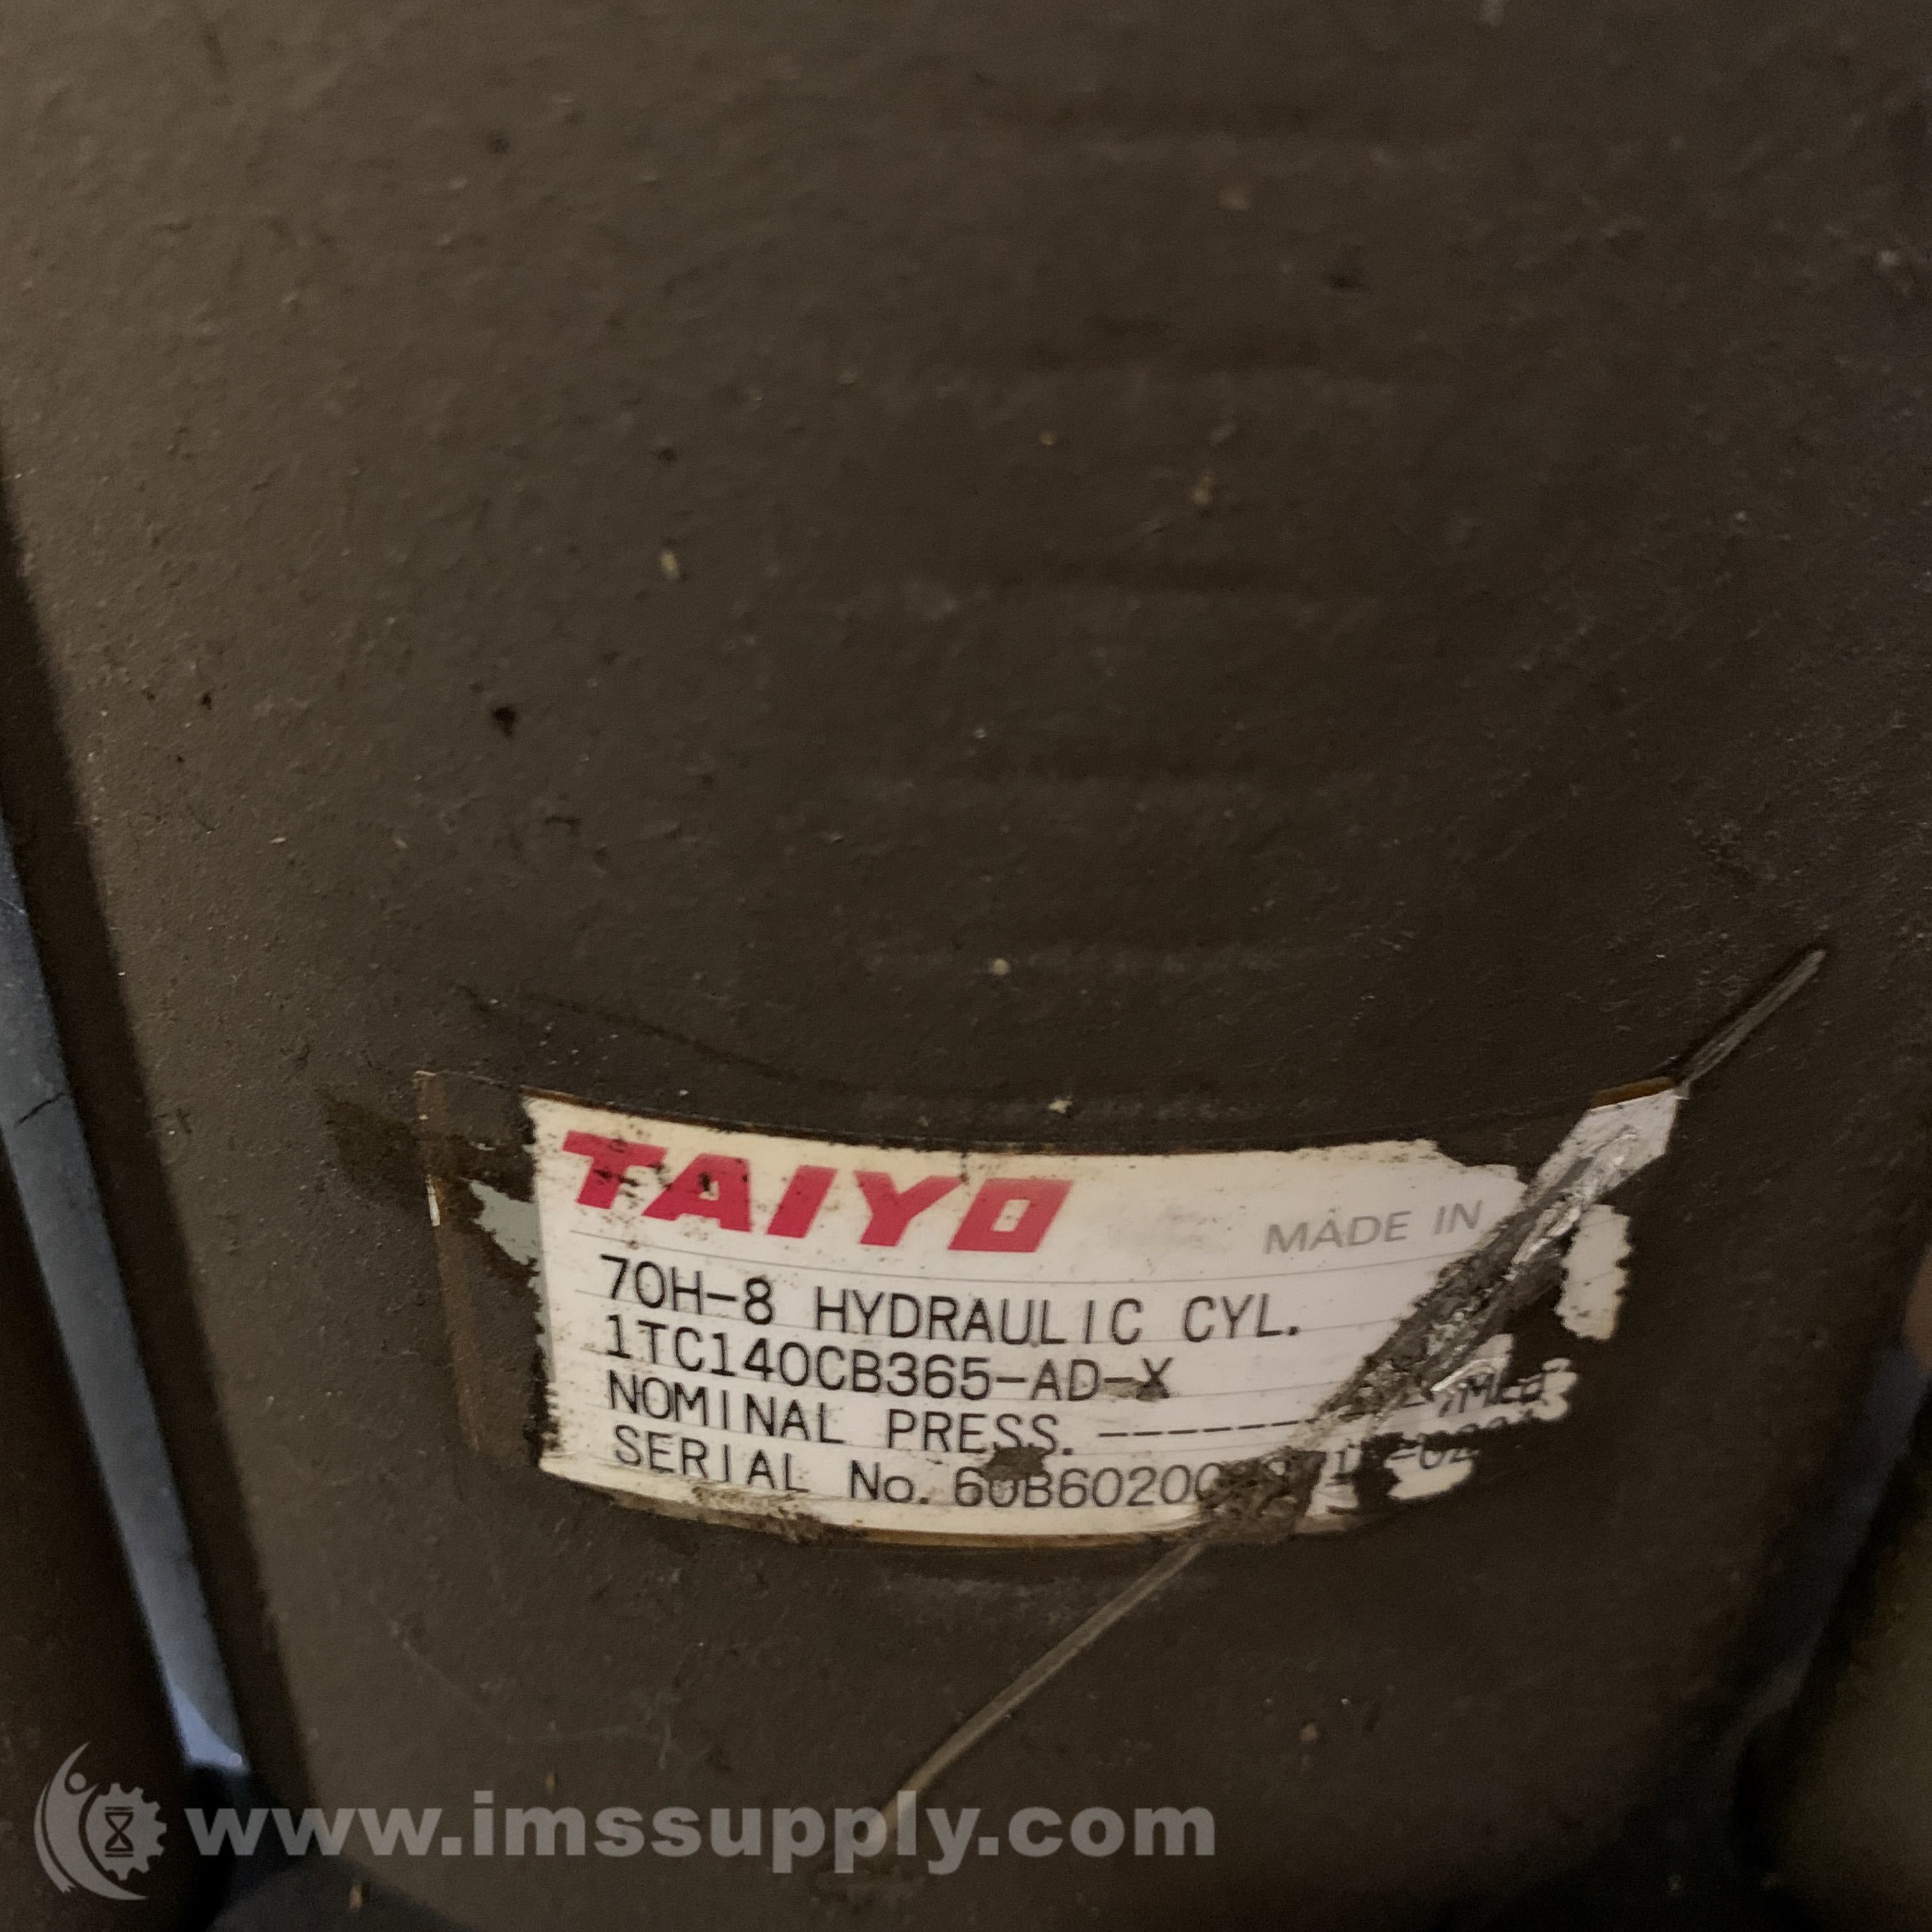 TAIYO
MADE IN
70H-8 HYDRAULIC CYL.
1TC140CB365-AD-X
NOMINAL PRESS. ------
SERIAL No.
www.imssupply.com